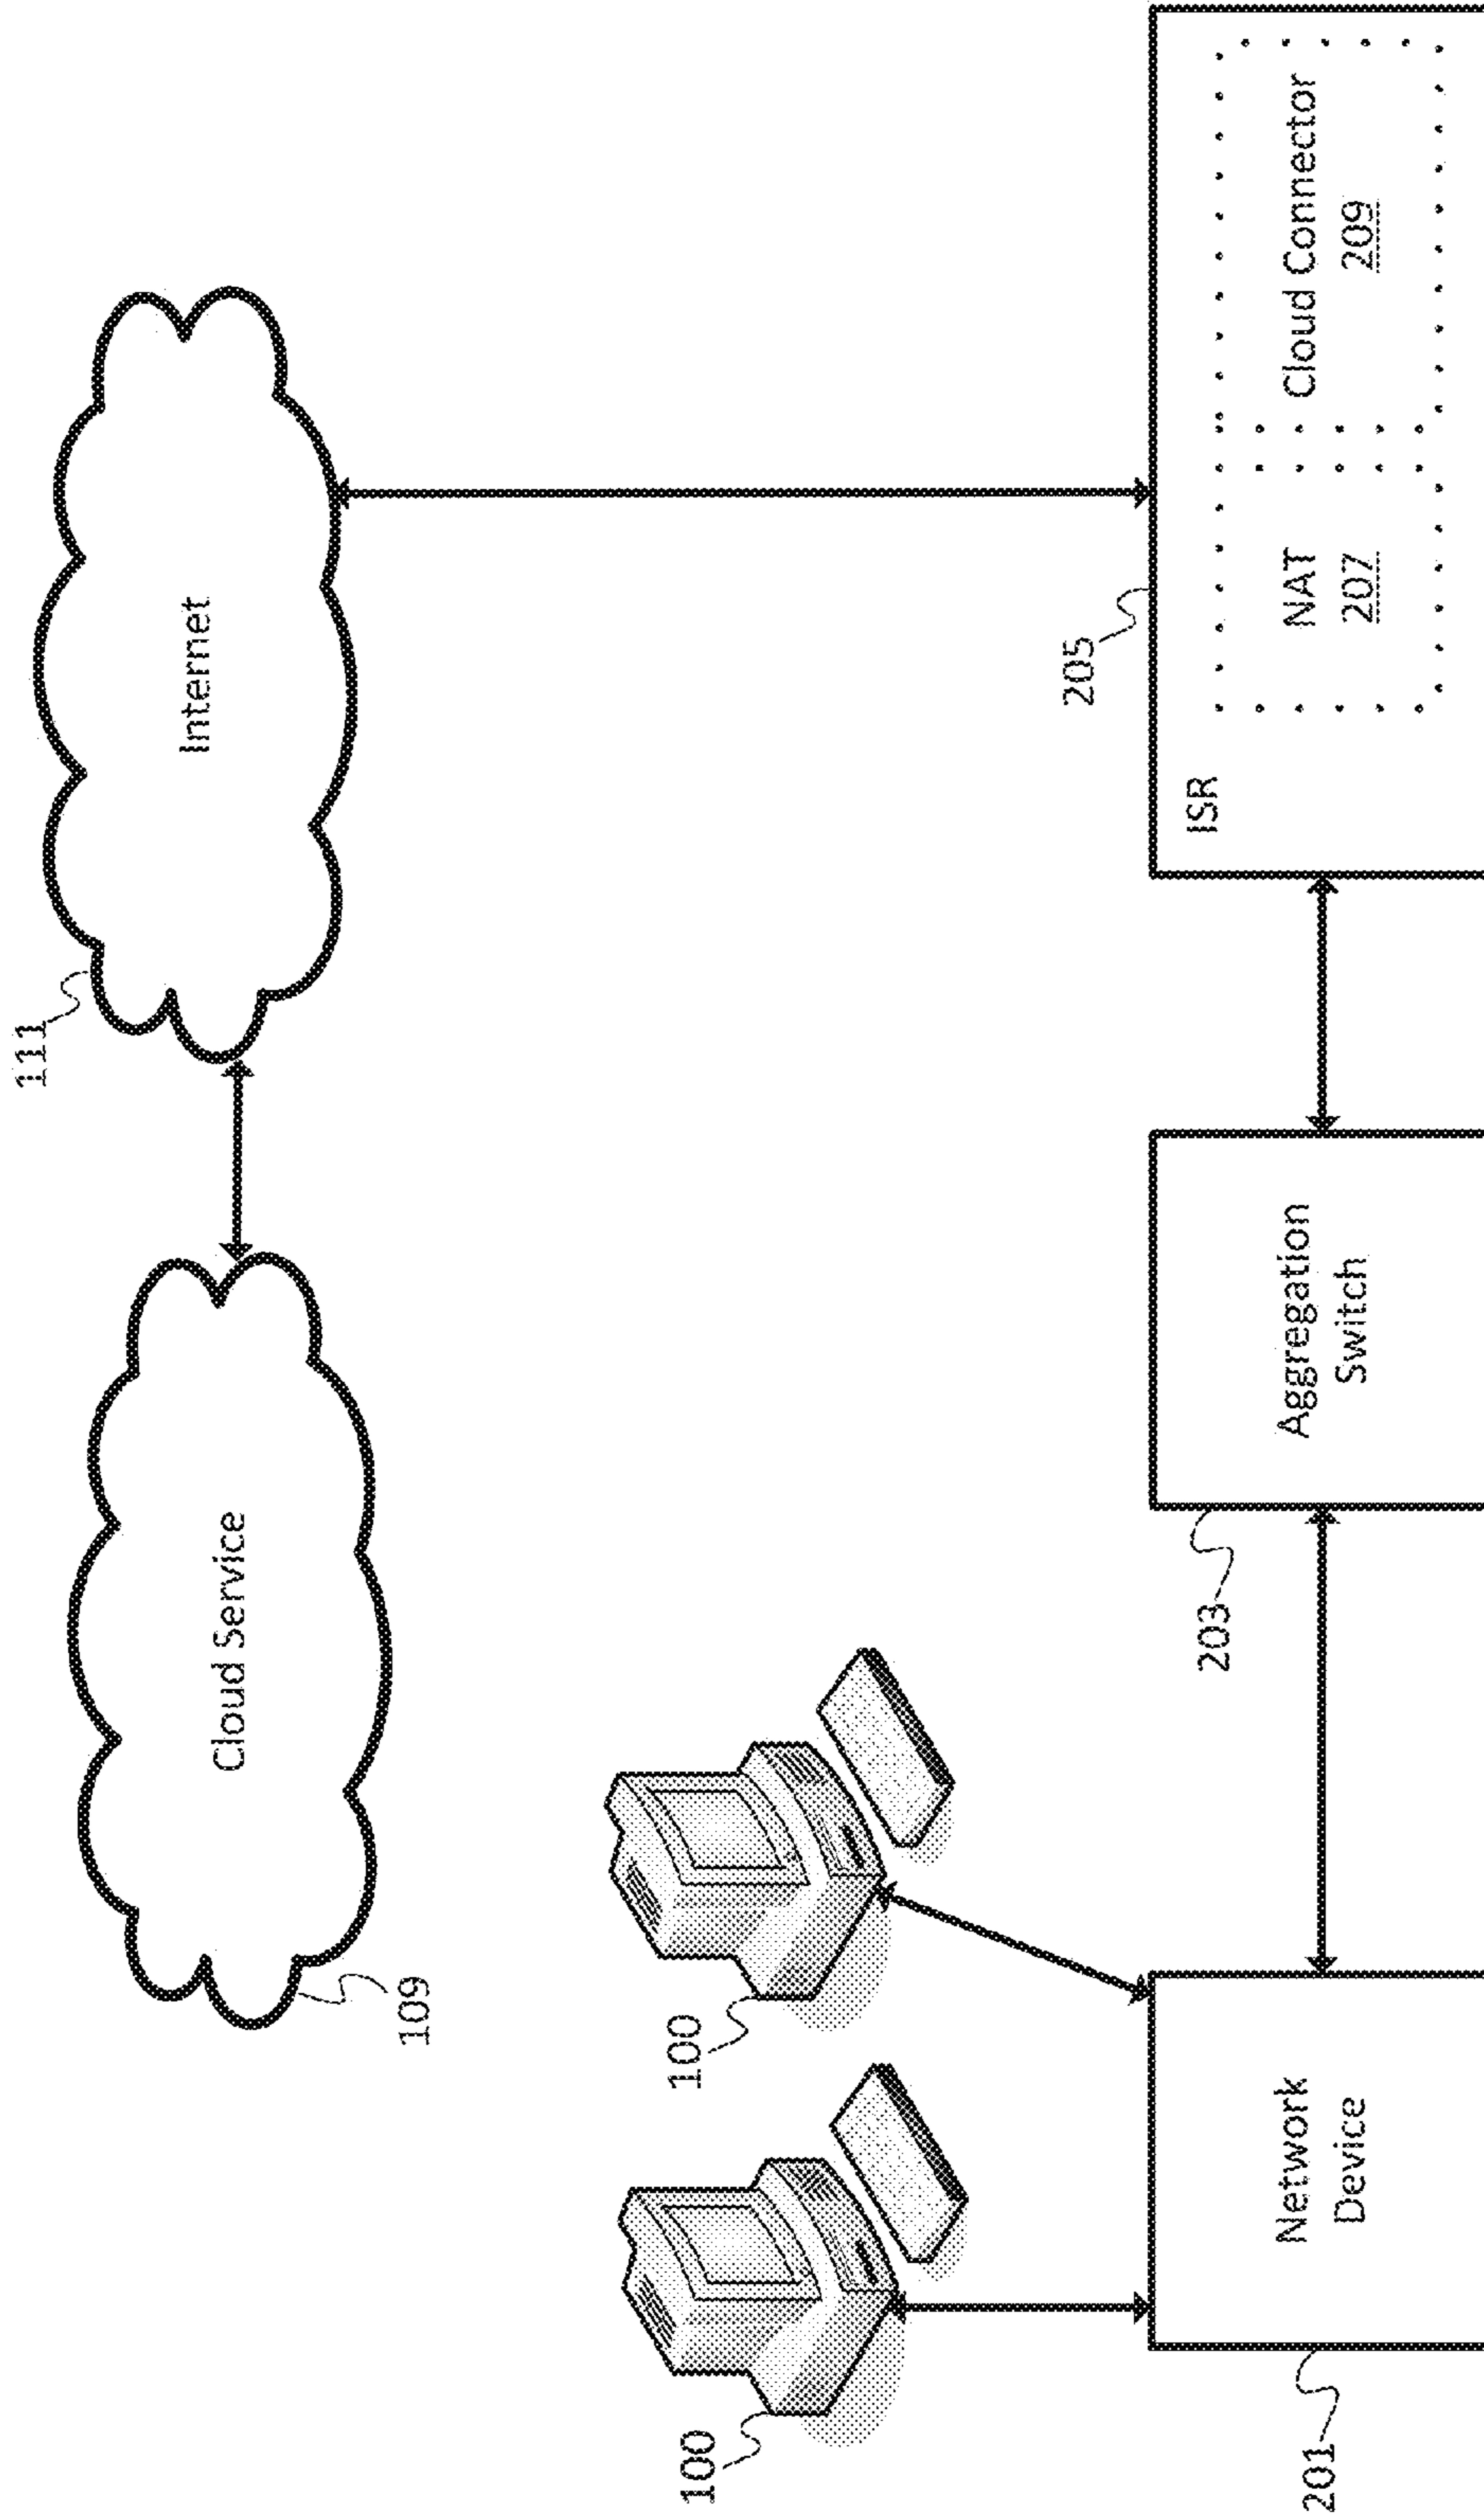 111
Cloud Service
Internet
109
100
100
205
203
201
Network
Device
Aggregation
Switch
ISR
NAT
207
Cloud Connector
209